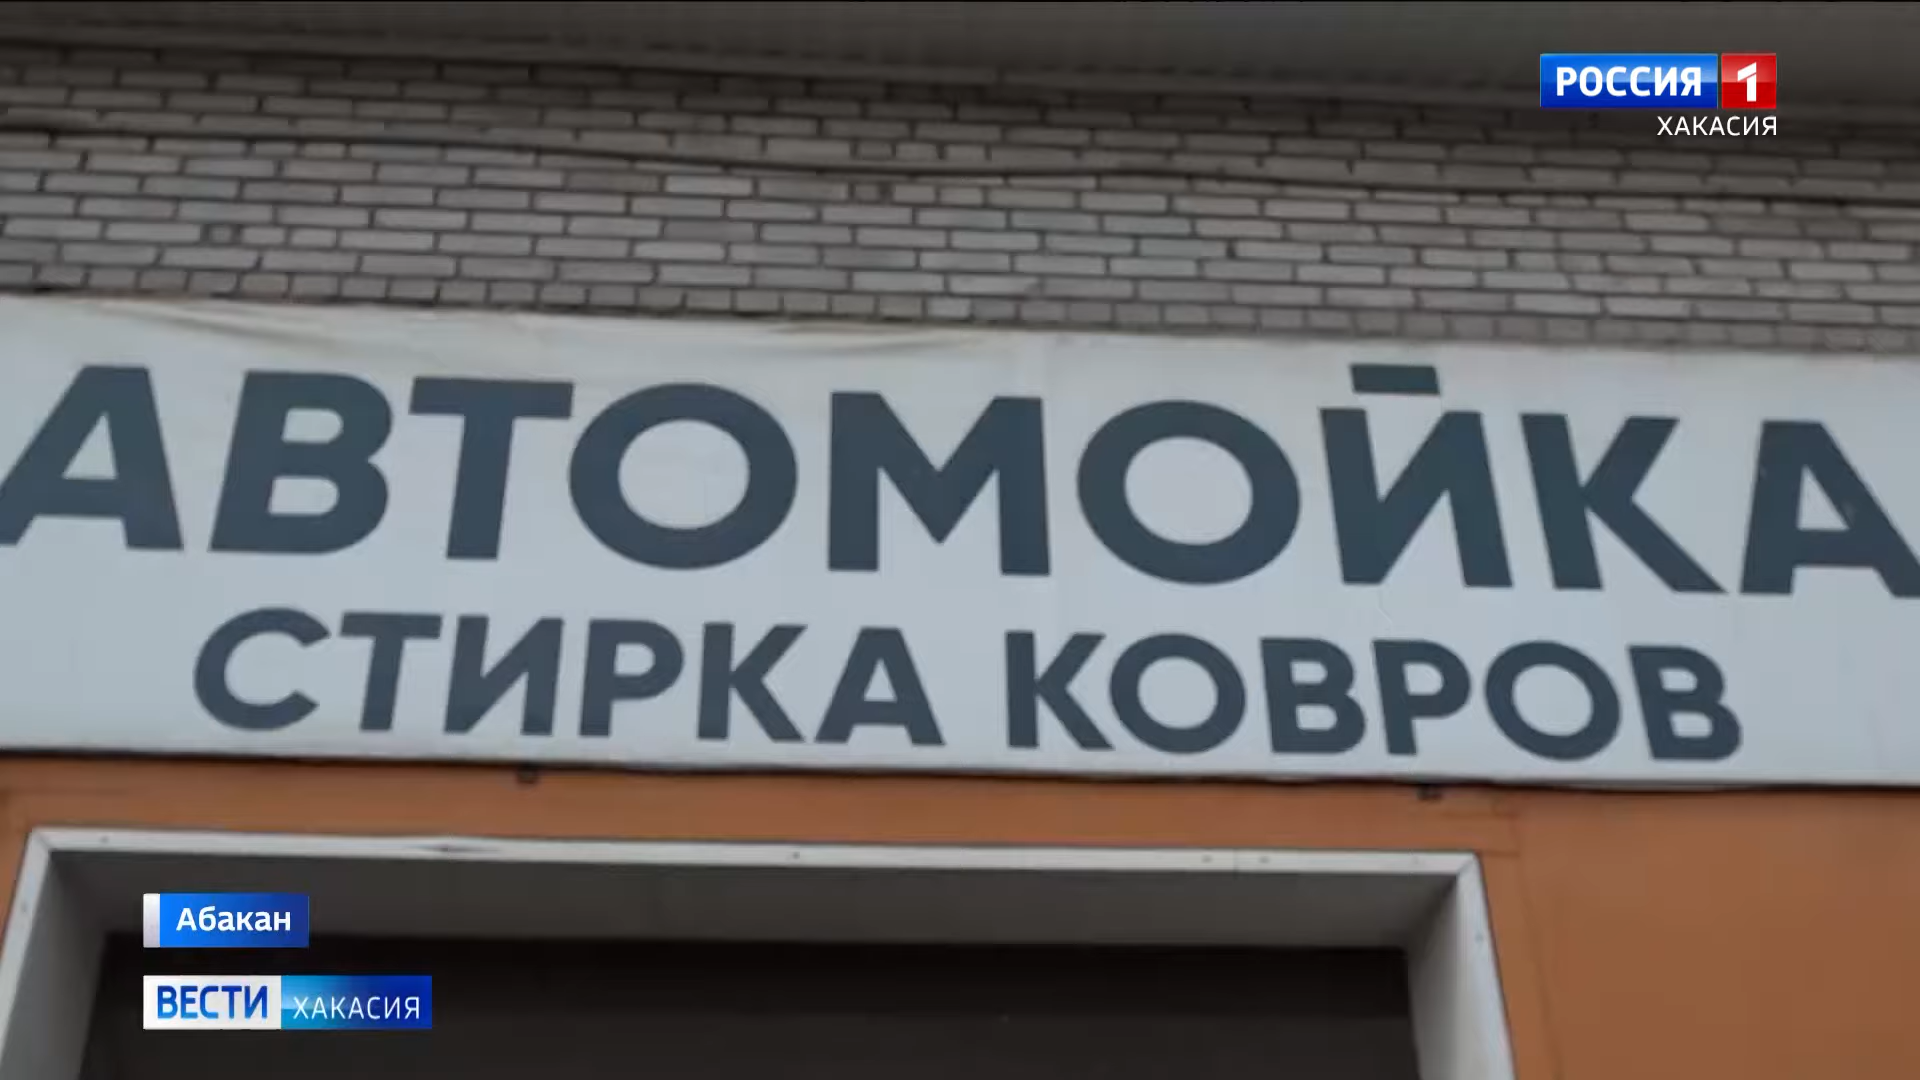 РОССИЯ 1
ХАКАСИЯ
АВТОМОЙКА
СТИРКА КОВРОВ
Абакан
ВЕСТИ ХАКАСИЯ